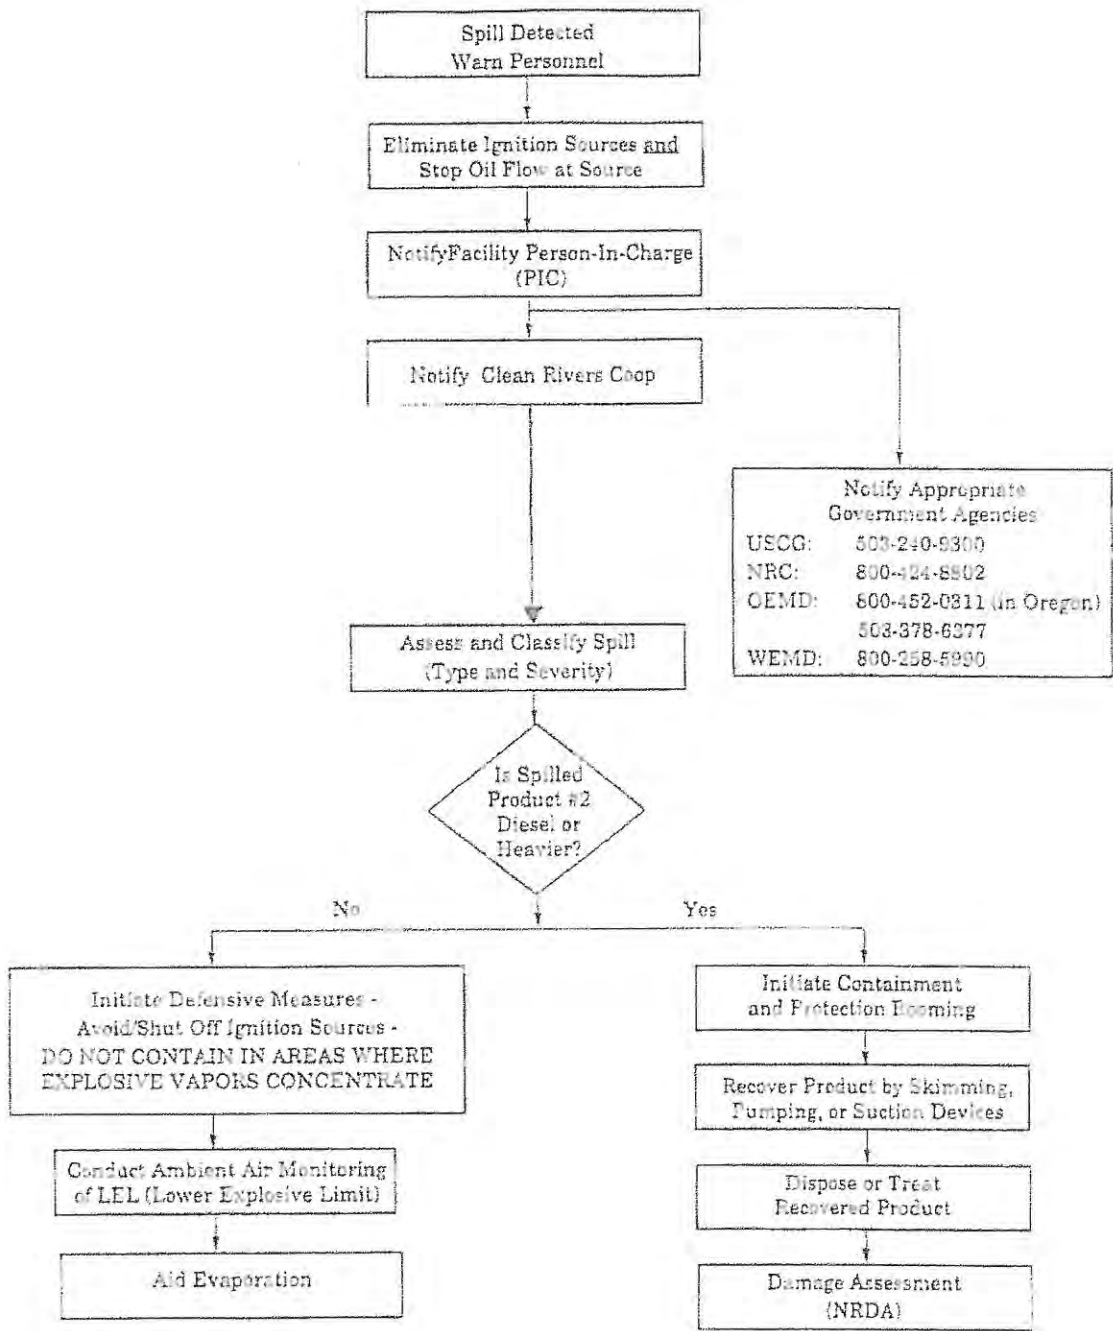 Spill Detected
Warn Personnel
Eliminate Ignition Sources and
Stop Oil Flow at Source
NotifyFacility Person-In-Charge
(PIC)
Notify Clean Rivers Coop
Notify Appropriate
Government Agencies
USCG: 503-240-9300
NRC: 800-424-8802
OEMD: 800-452-0311 (in Oregon)
503-378-6377
WEMD: 800-258-5990
Assess and Classify Spill
(Type and Severity)
Is Spilled
Product #2
Diesel or
Heavier?
No
Yes
Initiate Defensive Measures -
Avoid/Shut Off Ignition Sources -
DO NOT CONTAIN IN AREAS WHERE
EXPLOSIVE VAPORS CONCENTRATE
Conduct Ambient Air Monitoring
of LEL (Lower Explosive Limit)
Aid Evaporation
Initiate Containment
and Protection Booming
Recover Product by Skimming,
Pumping, or Suction Devices
Dispose or Treat
Recovered Product
Damage Assessment
(NRDA)